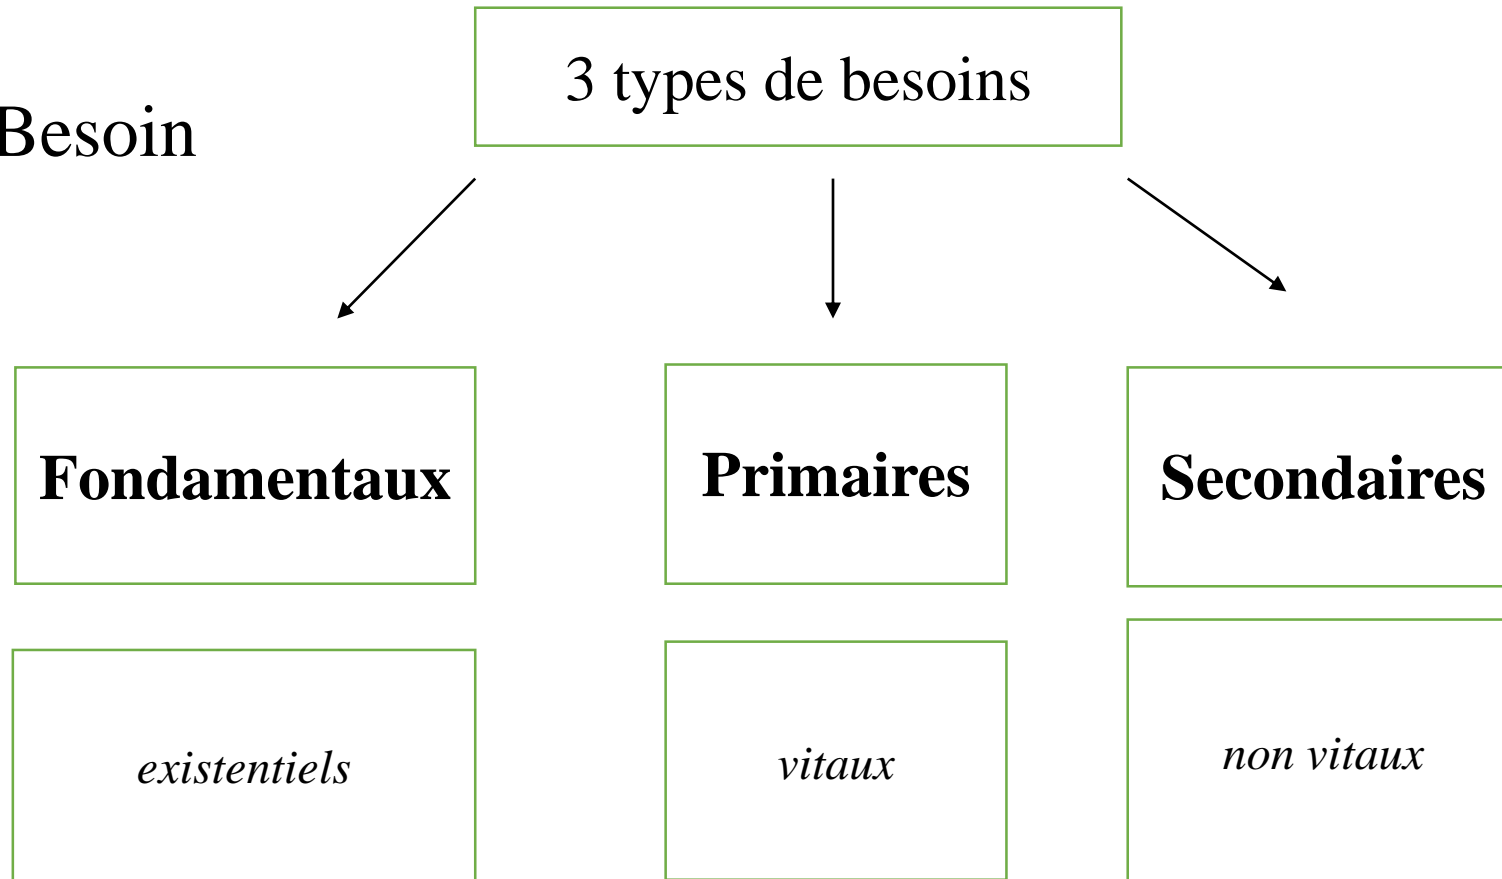 3 types de besoins
Besoin
Fondamentaux
Primaires
Secondaires
existentiels
vitaux
non vitaux